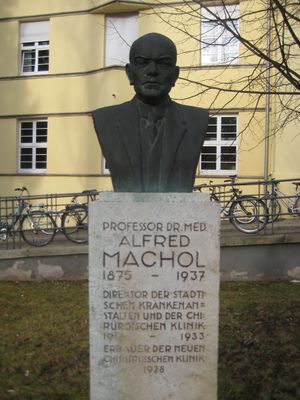 PROFESSOR DR. MED.
ALFRED
MACHOL
1875 - 1937
DIREKTOR DER STÄDTI-
SCHEN KRANKENAN-
STALTEN UND DER CHI-
RURGISCHEN KLINIK
- 1933
ERBAUER DER NEUEN
CHIRURGISCHEN KLINIK
1928